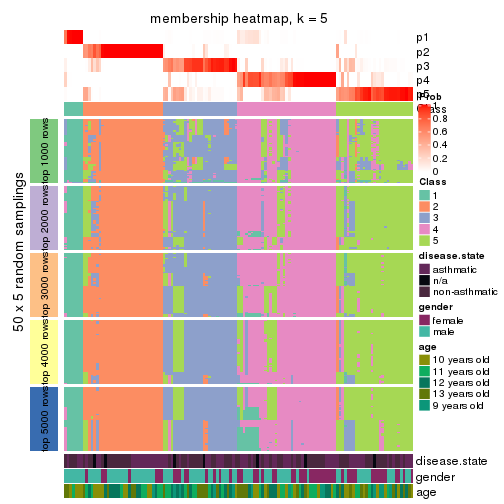 membership heatmap, k = 5
p1
p2
p3
p4
p5
Class
Prob
1
0.8
0.6
0.4
0.2
0
Class
1
2
3
4
5
disease.state
asthmatic
n/a
non-asthmatic
gender
female
male
age
10 years old
11 years old
12 years old
13 years old
9 years old
50 x 5 random samplings
top 1000 rows
top 2000 rows
top 3000 rows
top 4000 rows
top 5000 rows
disease.state
gender
age